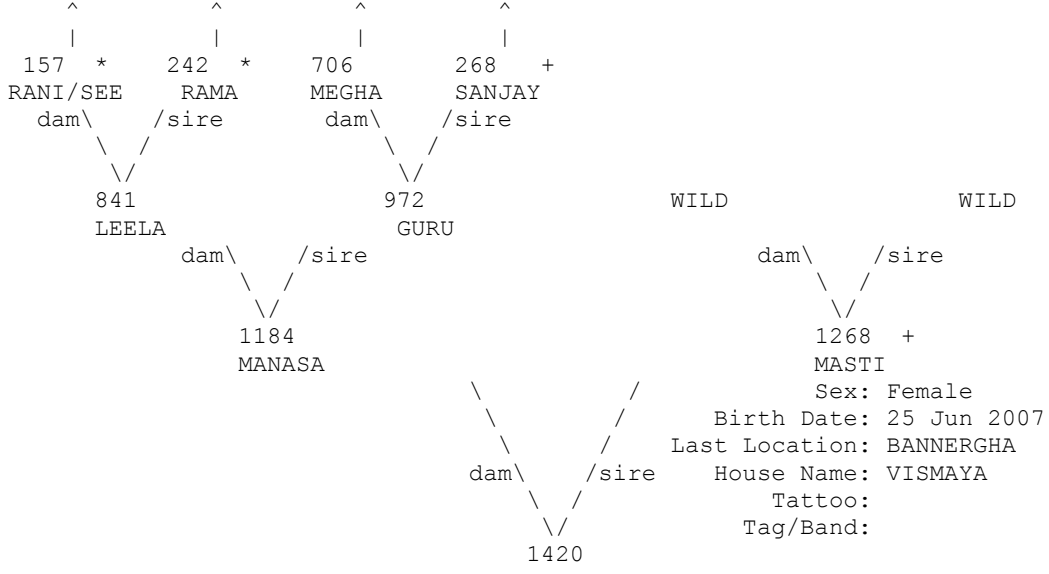 ^ ^ ^ ^
| | | |
157 * 242 * 706 268 +
RANI/SEE RAMA MEGHA SANJAY
dam\ /sire dam\ /sire
\ / \ /
\/ \/
841 972 WILD WILD
LEELA GURU
dam\ /sire dam\ /sire
\ / \ /
\/ \/
1184 1268 +
MANASA MASTI
\ / Sex: Female
\ / Birth Date: 25 Jun 2007
\ / Last Location: BANNERGHA
dam\ /sire House Name: VISMAYA
\ / Tattoo:
\/ Tag/Band:
1420